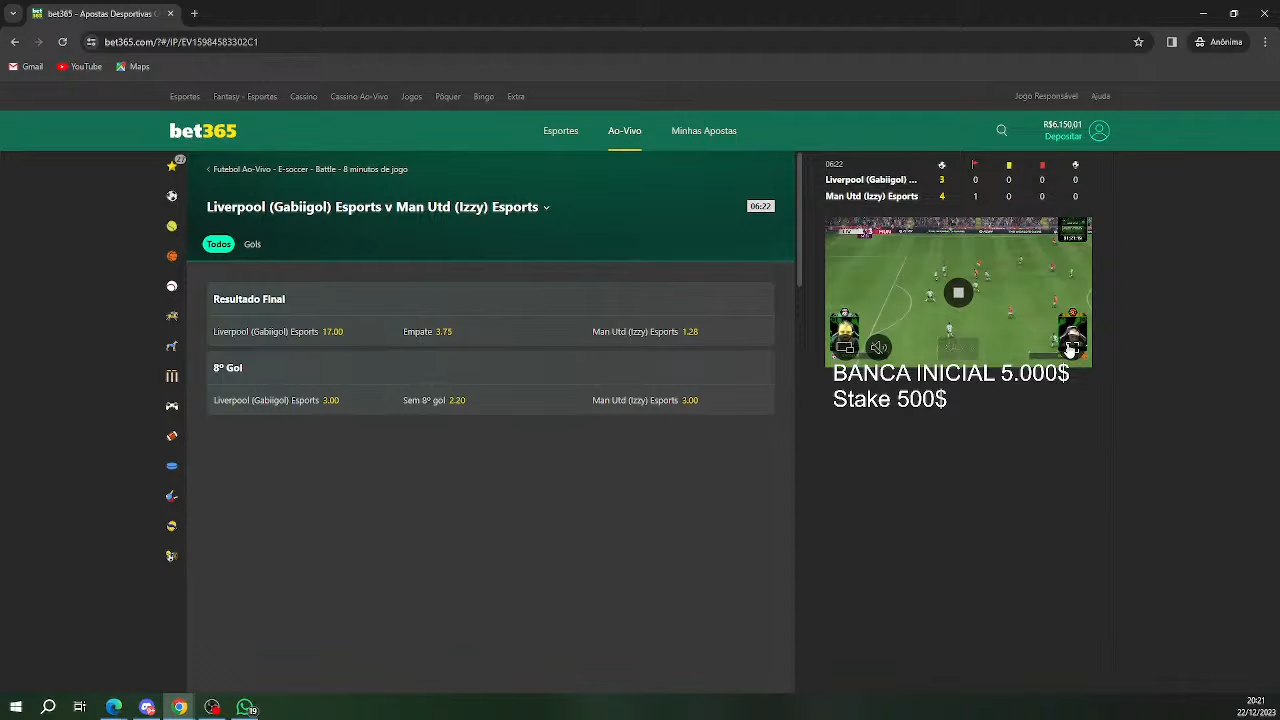 bet365 - Apostas Desportivas
bet365.com/?#/IP/EV15984583302C1
Anônima
Gmail YouTube Maps
Esportes Fantasy - Esportes Cassino Cassino Ao-Vivo Jogos Pôquer Bingo Extra Jogo Responsável Ajuda
bet365 Esportes Ao-Vivo Minhas Apostas R$6.150,01
Depositar
23
Futebol Ao-Vivo - E-soccer - Battle - 8 minutos de jogo
Liverpool (Gabiigol) Esports v Man Utd (Izzy) Esports 06:22
Todos Gols
Resultado Final
Liverpool (Gabiigol) Esports 17.00 Empate 3.75 Man Utd (Izzy) Esports 1.28
8º Gol
Liverpool (Gabiigol) Esports 3.00 Sem 8º gol 2.20 Man Utd (Izzy) Esports 3.00
06:22
Liverpool (Gabiigol) ... 3 0 0 0 0
Man Utd (Izzy) Esports 4 1 0 0 0
BANCA INICIAL 5.000$
Stake 500$
19
20:21
22/12/2023